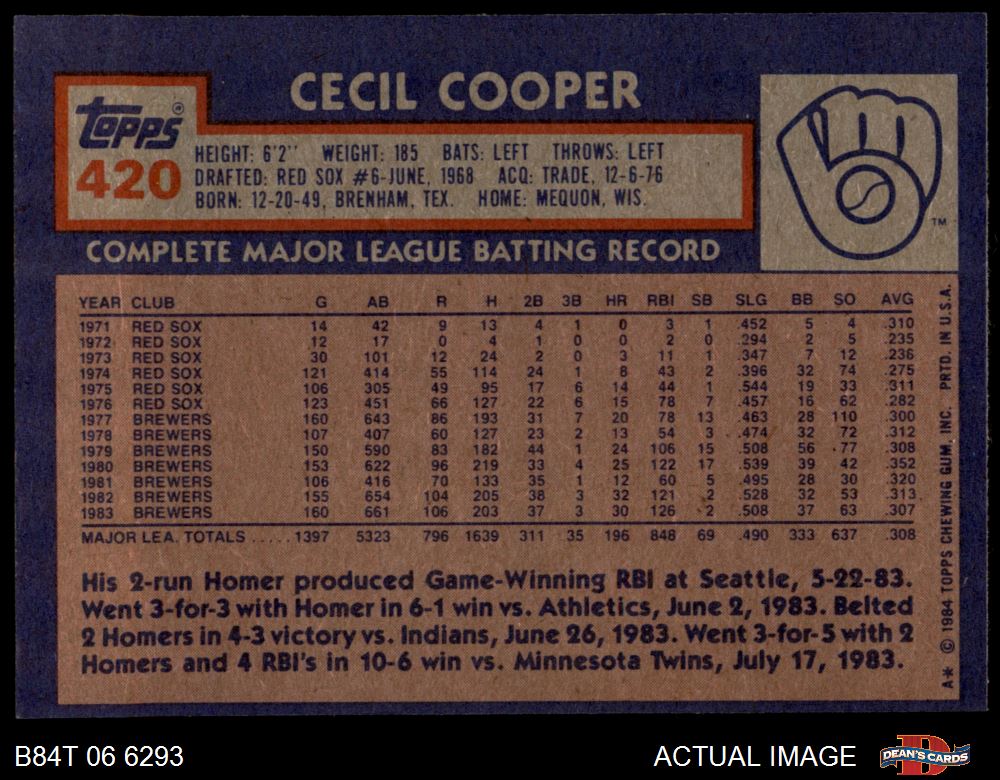 CECIL COOPER
TOPPS ®
420
HEIGHT: 6'2" WEIGHT: 185 BATS: LEFT THROWS: LEFT
DRAFTED: RED SOX #6-JUNE, 1968 ACQ: TRADE, 12-6-76
BORN: 12-20-49, BRENHAM, TEX. HOME: MEQUON, WIS.
TM
COMPLETE MAJOR LEAGUE BATTING RECORD
YEAR CLUB G AB R H 2B 3B HR RBI SB SLG BB SO AVG
1971 RED SOX 14 42 9 13 4 1 0 3 1 .452 5 4 .310
1972 RED SOX 12 17 0 4 1 0 0 2 0 .294 2 5 .235
1973 RED SOX 30 101 12 24 2 0 3 11 1 .347 7 12 .236
1974 RED SOX 121 414 55 114 24 1 8 43 2 .396 32 74 .275
1975 RED SOX 106 305 49 95 17 6 14 44 1 .544 19 33 .311
1976 RED SOX 123 451 66 127 22 6 15 78 7 .457 16 62 .282
1977 BREWERS 160 643 86 193 31 7 20 78 13 .463 28 110 .300
1978 BREWERS 107 407 60 127 23 2 13 54 3 .474 32 72 .312
1979 BREWERS 150 590 83 182 44 1 24 106 15 .508 56 77 .308
1980 BREWERS 153 622 96 219 33 4 25 122 17 .539 39 42 .352
1981 BREWERS 106 416 70 133 35 1 12 60 5 .495 28 30 .320
1982 BREWERS 155 654 104 205 38 3 32 121 2 .528 32 53 .313
1983 BREWERS 160 661 106 203 37 3 30 126 2 .508 37 63 .307
MAJOR LEA. TOTALS ..... 1397 5323 796 1639 311 35 196 848 69 .490 333 637 .308
His 2-run Homer produced Game-Winning RBI at Seattle, 5-22-83.
Went 3-for-3 with Homer in 6-1 win vs. Athletics, June 2, 1983. Belted
2 Homers in 4-3 victory vs. Indians, June 26, 1983. Went 3-for-5 with 2
Homers and 4 RBI's in 10-6 win vs. Minnesota Twins, July 17, 1983.
A* © 1984 TOPPS CHEWING GUM, INC. PRTD. IN U.S.A.
B84T 06 6293
ACTUAL IMAGE
DEAN'S CARDS